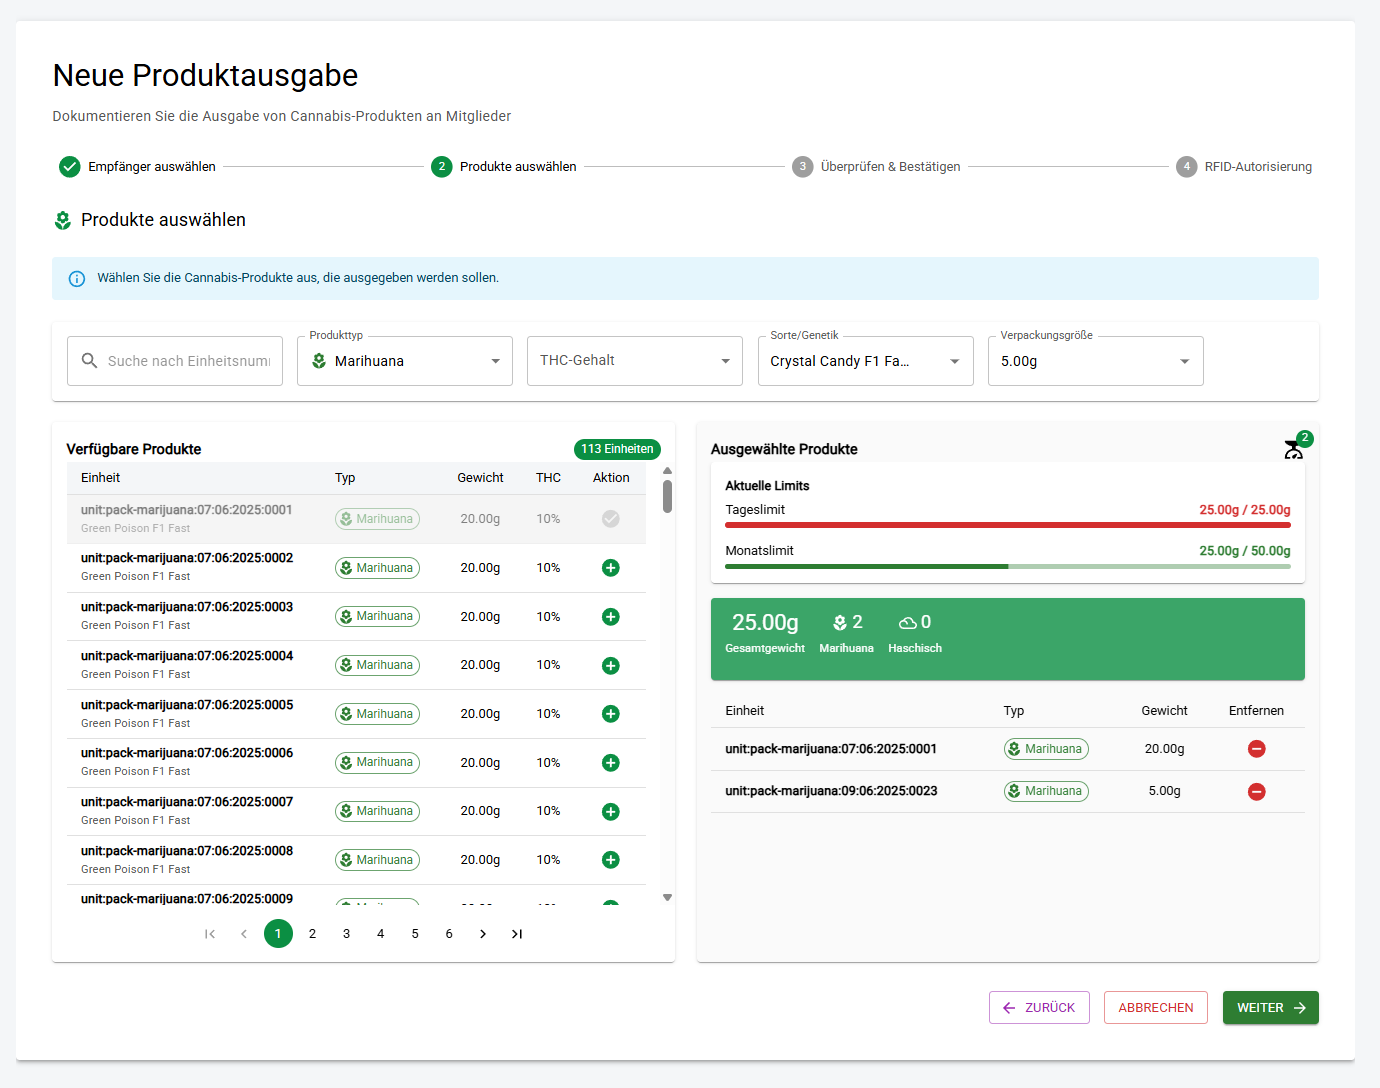 Neue Produktausgabe
Dokumentieren Sie die Ausgabe von Cannabis-Produkten an Mitglieder
Empfänger auswählen
2 Produkte auswählen
3 Überprüfen & Bestätigen
4 RFID-Autorisierung
Produkte auswählen
Wählen Sie die Cannabis-Produkte aus, die ausgegeben werden sollen.
Suche nach Einheitsnum
Produkttyp
Marihuana
THC-Gehalt
Sorte/Genetik
Crystal Candy F1 Fa...
Verpackungsgröße
5.00g
Verfügbare Produkte 113 Einheiten
Einheit Typ Gewicht THC Aktion
unit:pack-marijuana:07:06:2025:0001
Green Poison F1 Fast
Marihuana 20.00g 10%
unit:pack-marijuana:07:06:2025:0002
Green Poison F1 Fast
Marihuana 20.00g 10%
unit:pack-marijuana:07:06:2025:0003
Green Poison F1 Fast
Marihuana 20.00g 10%
unit:pack-marijuana:07:06:2025:0004
Green Poison F1 Fast
Marihuana 20.00g 10%
unit:pack-marijuana:07:06:2025:0005
Green Poison F1 Fast
Marihuana 20.00g 10%
unit:pack-marijuana:07:06:2025:0006
Green Poison F1 Fast
Marihuana 20.00g 10%
unit:pack-marijuana:07:06:2025:0007
Green Poison F1 Fast
Marihuana 20.00g 10%
unit:pack-marijuana:07:06:2025:0008
Green Poison F1 Fast
Marihuana 20.00g 10%
unit:pack-marijuana:07:06:2025:0009
1 2 3 4 5 6
Ausgewählte Produkte 2
Aktuelle Limits
Tageslimit 25.00g / 25.00g
Monatslimit 25.00g / 50.00g
25.00g 2 0
Gesamtgewicht Marihuana Haschisch
Einheit Typ Gewicht Entfernen
unit:pack-marijuana:07:06:2025:0001 Marihuana 20.00g
unit:pack-marijuana:09:06:2025:0023 Marihuana 5.00g
ZURÜCK ABBRECHEN WEITER